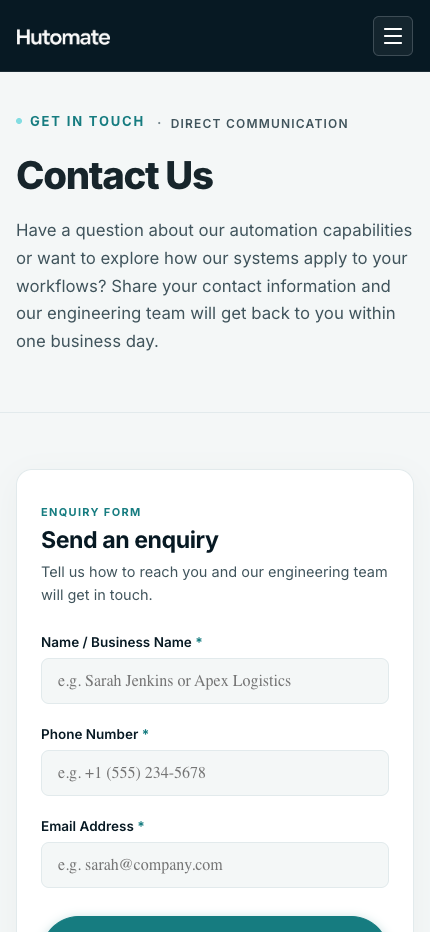 Hutomate
GET IN TOUCH · DIRECT COMMUNICATION
Contact Us
Have a question about our automation capabilities
or want to explore how our systems apply to your
workflows? Share your contact information and
our engineering team will get back to you within
one business day.
ENQUIRY FORM
Send an enquiry
Tell us how to reach you and our engineering team
will get in touch.
Name / Business Name *
e.g. Sarah Jenkins or Apex Logistics
Phone Number *
e.g. +1 (555) 234-5678
Email Address *
e.g. sarah@company.com